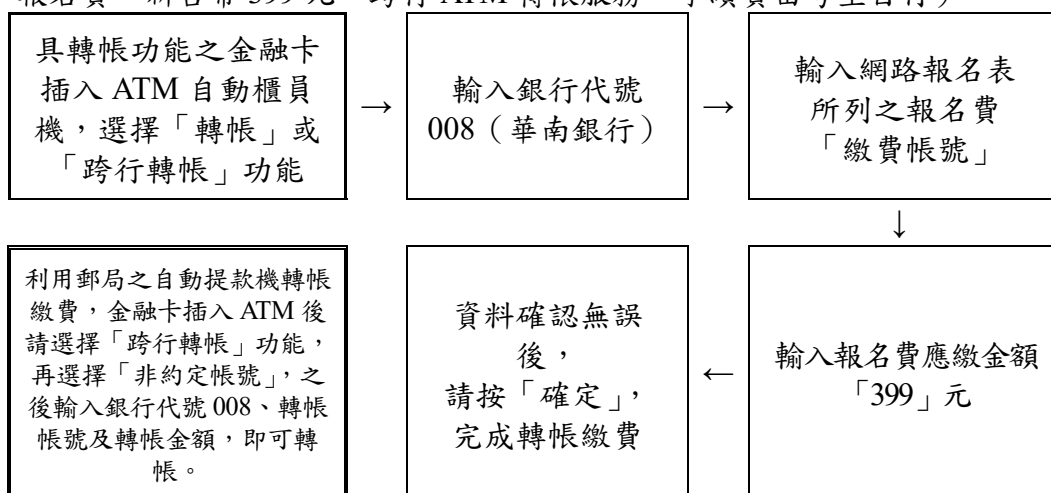 具轉帳功能之金融卡
插入 ATM 自動櫃員
機，選擇「轉帳」或
「跨行轉帳」功能
→
輸入銀行代號
008（華南銀行）
→
輸入網路報名表
所列之報名費
「繳費帳號」
↓
輸入報名費應繳金額
「399」元
←
資料確認無誤
後，
請按「確定」，
完成轉帳繳費
利用郵局之自動提款機轉帳
繳費，金融卡插入 ATM 後
請選擇「跨行轉帳」功能，
再選擇「非約定帳號」，之
後輸入銀行代號 008、轉帳
帳號及轉帳金額，即可轉
帳。